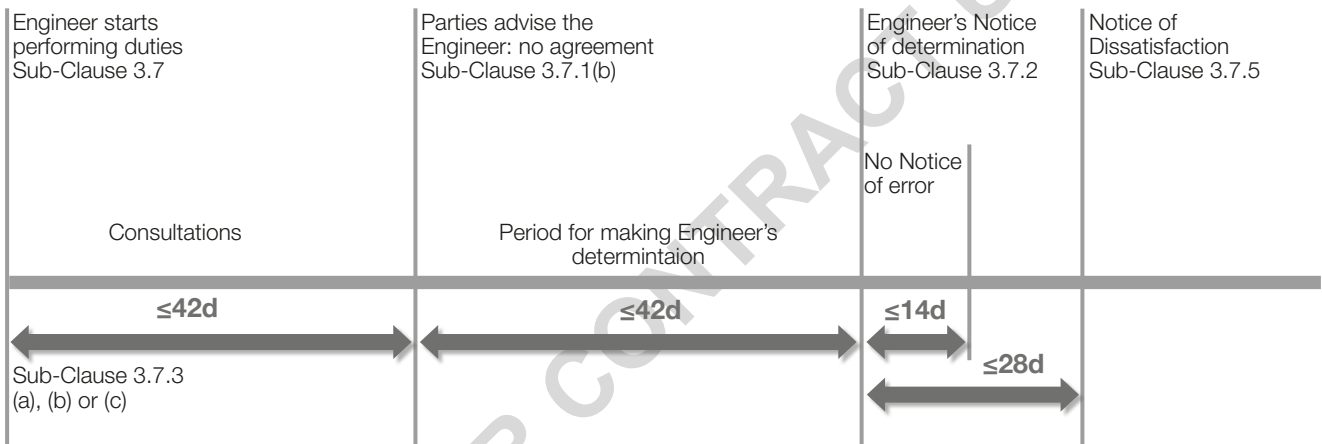 Engineer starts
performing duties
Sub-Clause 3.7
Parties advise the
Engineer: no agreement
Sub-Clause 3.7.1(b)
Engineer’s Notice
of determination
Sub-Clause 3.7.2
Notice of
Dissatisfaction
Sub-Clause 3.7.5
No Notice
of error
Consultations
Period for making Engineer’s
determintaion
≤42d
≤42d
≤14d
≤28d
Sub-Clause 3.7.3
(a), (b) or (c)
CONTRACT